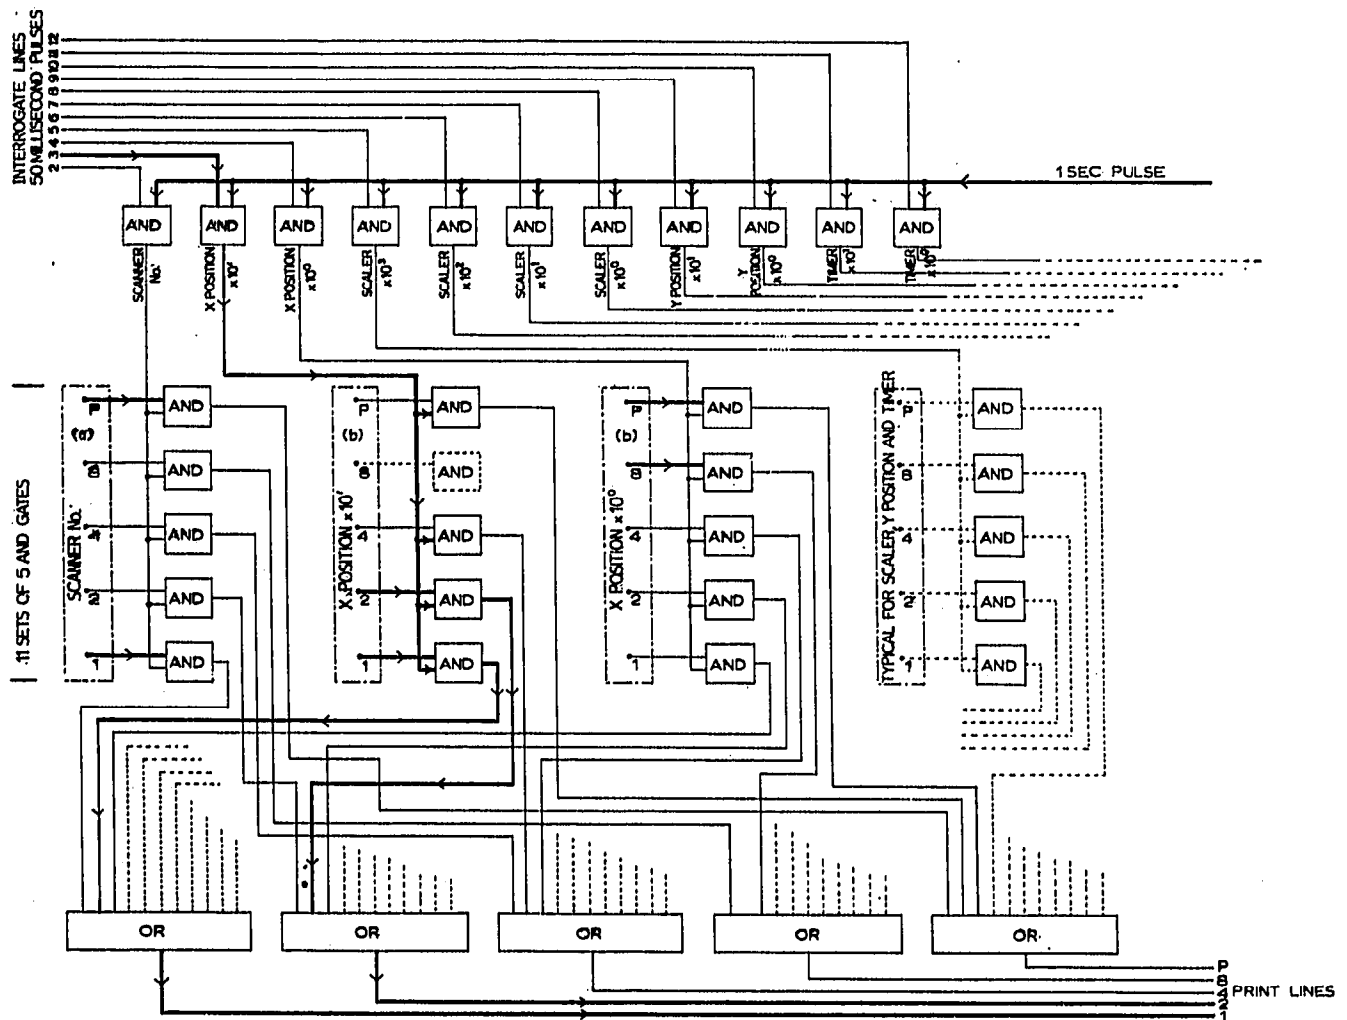 INTERROGATE LINES
50 MILLISECOND PULSES
12
11
10
9
8
7
6
5
4
3
2
1 SEC PULSE
AND AND AND AND AND AND AND AND AND AND AND
SCANNER No.
X POSITION x10¹
X POSITION x10⁰
SCALER x10³
SCALER x10²
SCALER x10¹
SCALER x10⁰
Y POSITION x10¹
Y POSITION x10⁰
TIMER x10¹
TIMER x10⁰
11 SETS OF 5 AND GATES
SCANNER No.
(a)
P AND
8 AND
4 AND
2 AND
1 AND
X POSITION x10¹
(b)
P AND
8 AND
4 AND
2 AND
1 AND
X POSITION x10⁰
(b)
P AND
8 AND
4 AND
2 AND
1 AND
TYPICAL FOR SCALER, Y POSITION AND TIMER
P AND
8 AND
4 AND
2 AND
1 AND
OR OR OR OR OR
P
8
4
2
1
PRINT LINES